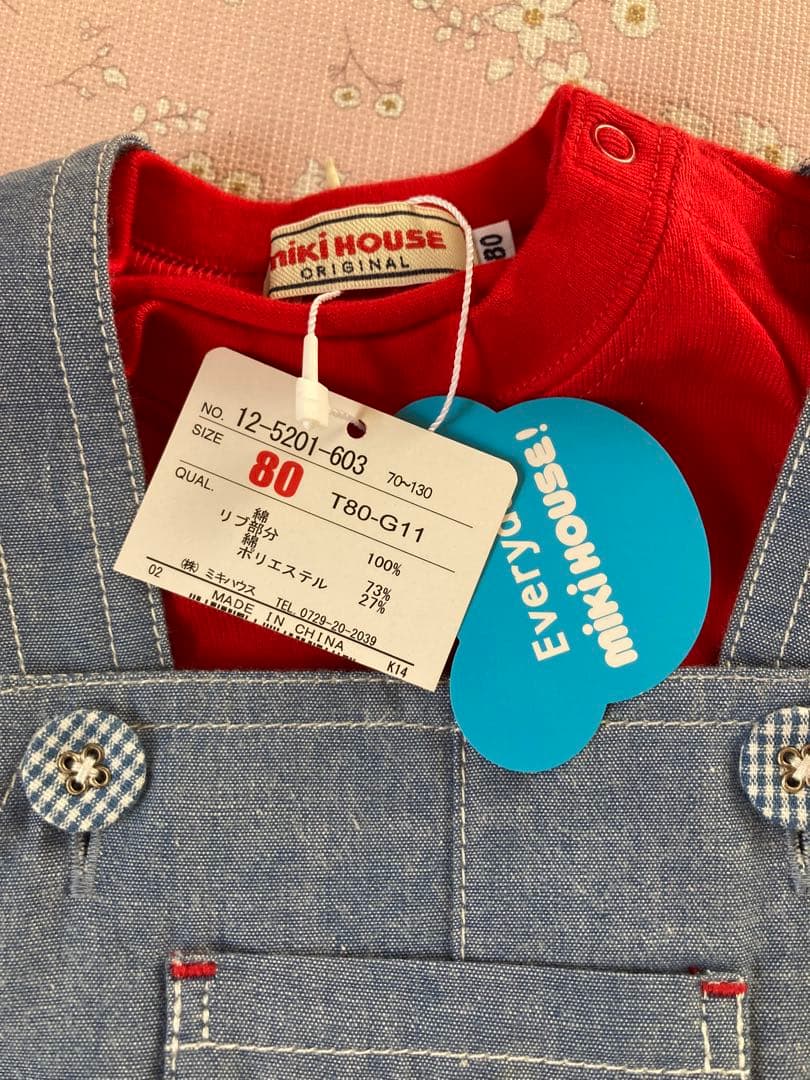 miki HOUSE
ORIGINAL
80
NO. 12-5201-603
SIZE 80 70~130
QUAL. T80-G11
綿 100%
リブ部分
綿 73%
ポリエステル 27%
02 (株) ミキハウス TEL.0729-20-2039
MADE IN CHINA
K14
Everyd
miki HOUSE!